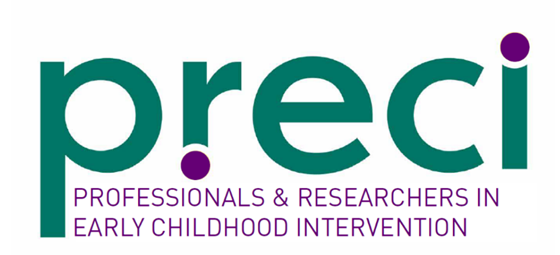 preci
PROFESSIONALS & RESEARCHERS IN
EARLY CHILDHOOD INTERVENTION